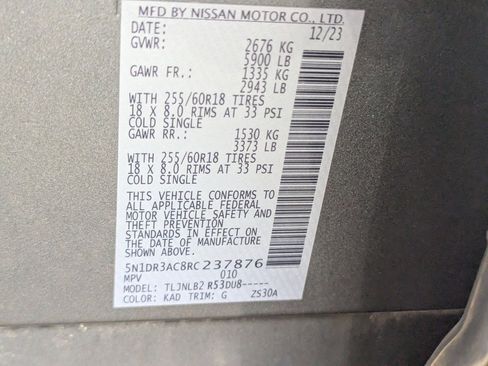 MFD BY NISSAN MOTOR CO., LTD.
DATE: 12/23
GVWR: 2676 KG
5900 LB
GAWR FR.: 1335 KG
2943 LB
WITH 255/60R18 TIRES
18 X 8.0 RIMS AT 33 PSI
COLD SINGLE
GAWR RR.: 1530 KG
3373 LB
WITH 255/60R18 TIRES
18 X 8.0 RIMS AT 33 PSI
COLD SINGLE
THIS VEHICLE CONFORMS TO
ALL APPLICABLE FEDERAL
MOTOR VEHICLE SAFETY AND
THEFT PREVENTION
STANDARDS IN EFFECT ON
THE DATE OF MANUFACTURE
SHOWN ABOVE
5N1DR3AC8RC237876
MPV 010
MODEL: TLJNLB2 R53DU8-----
COLOR: KAD TRIM: G ZS30A